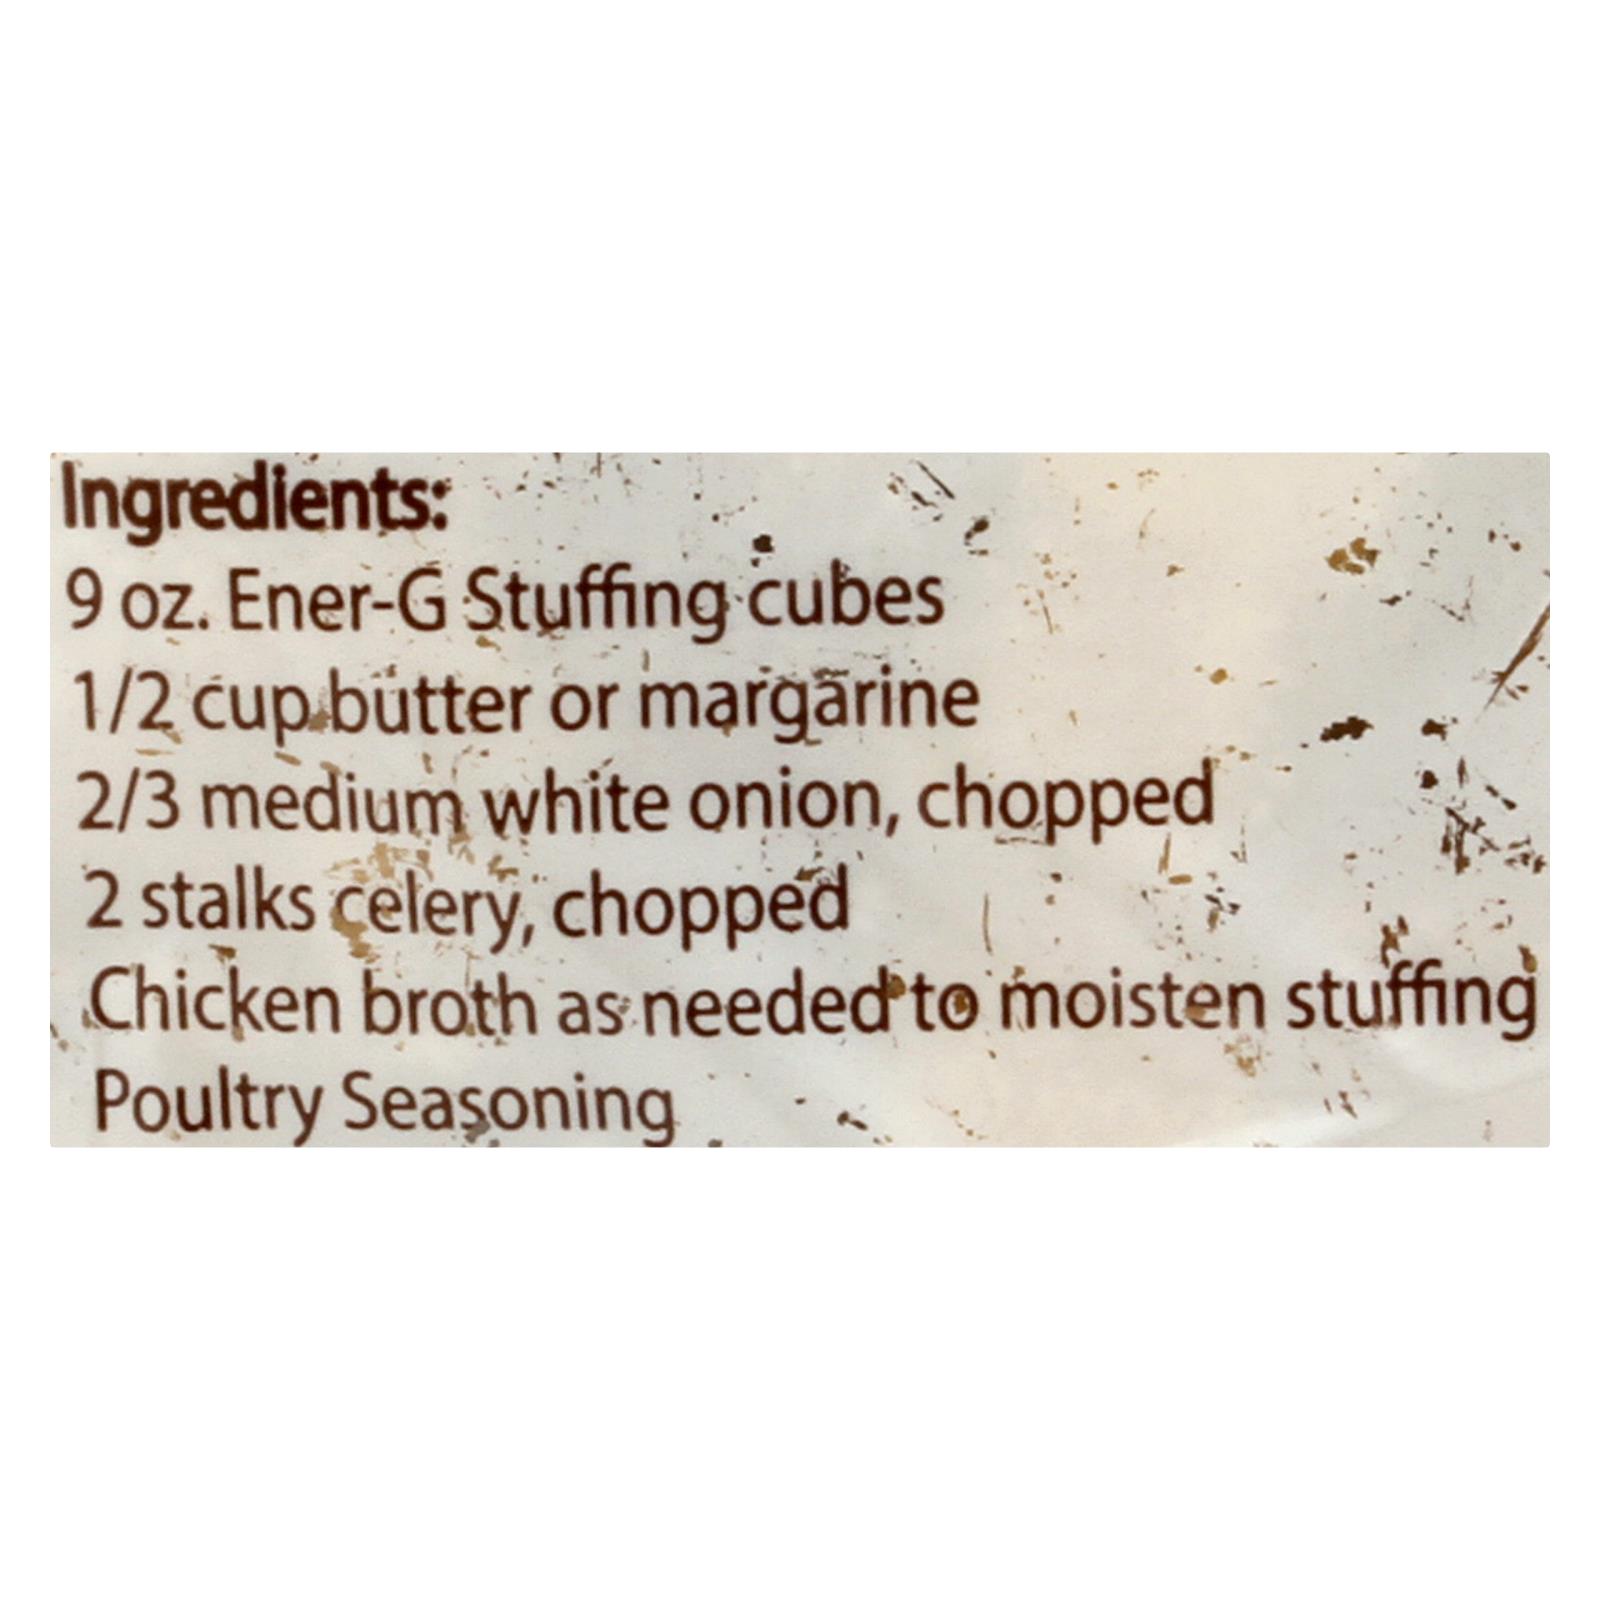 Ingredients:
9 oz. Ener-G Stuffing cubes
1/2 cup butter or margarine
2/3 medium white onion, chopped
2 stalks celery, chopped
Chicken broth as needed to moisten stuffing
Poultry Seasoning